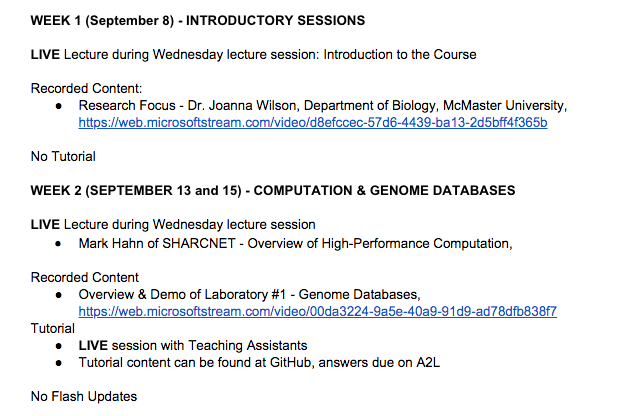 WEEK 1 (September 8) - INTRODUCTORY SESSIONS
LIVE Lecture during Wednesday lecture session: Introduction to the Course
Recorded Content:
● Research Focus - Dr. Joanna Wilson, Department of Biology, McMaster University,
https://web.microsoftstream.com/video/d8efccec-57d6-4439-ba13-2d5bff4f365b
No Tutorial
WEEK 2 (SEPTEMBER 13 and 15) - COMPUTATION & GENOME DATABASES
LIVE Lecture during Wednesday lecture session
● Mark Hahn of SHARCNET - Overview of High-Performance Computation,
Recorded Content
● Overview & Demo of Laboratory #1 - Genome Databases,
https://web.microsoftstream.com/video/00da3224-9a5e-40a9-91d9-ad78dfb838f7
Tutorial
● LIVE session with Teaching Assistants
● Tutorial content can be found at GitHub, answers due on A2L
No Flash Updates